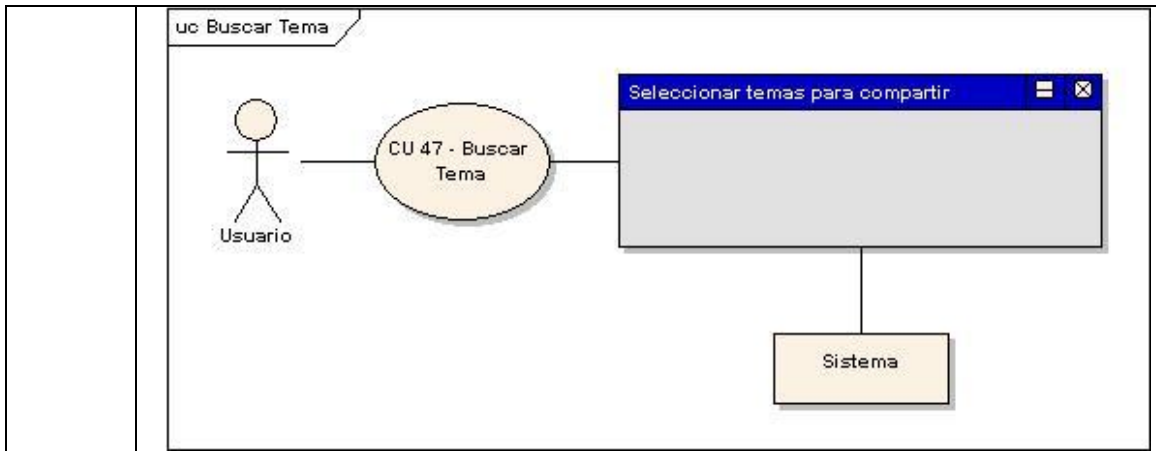 uc Buscar Tema
Seleccionar temas para compartir
CU 47 - Buscar
Tema
Usuario
Sistema